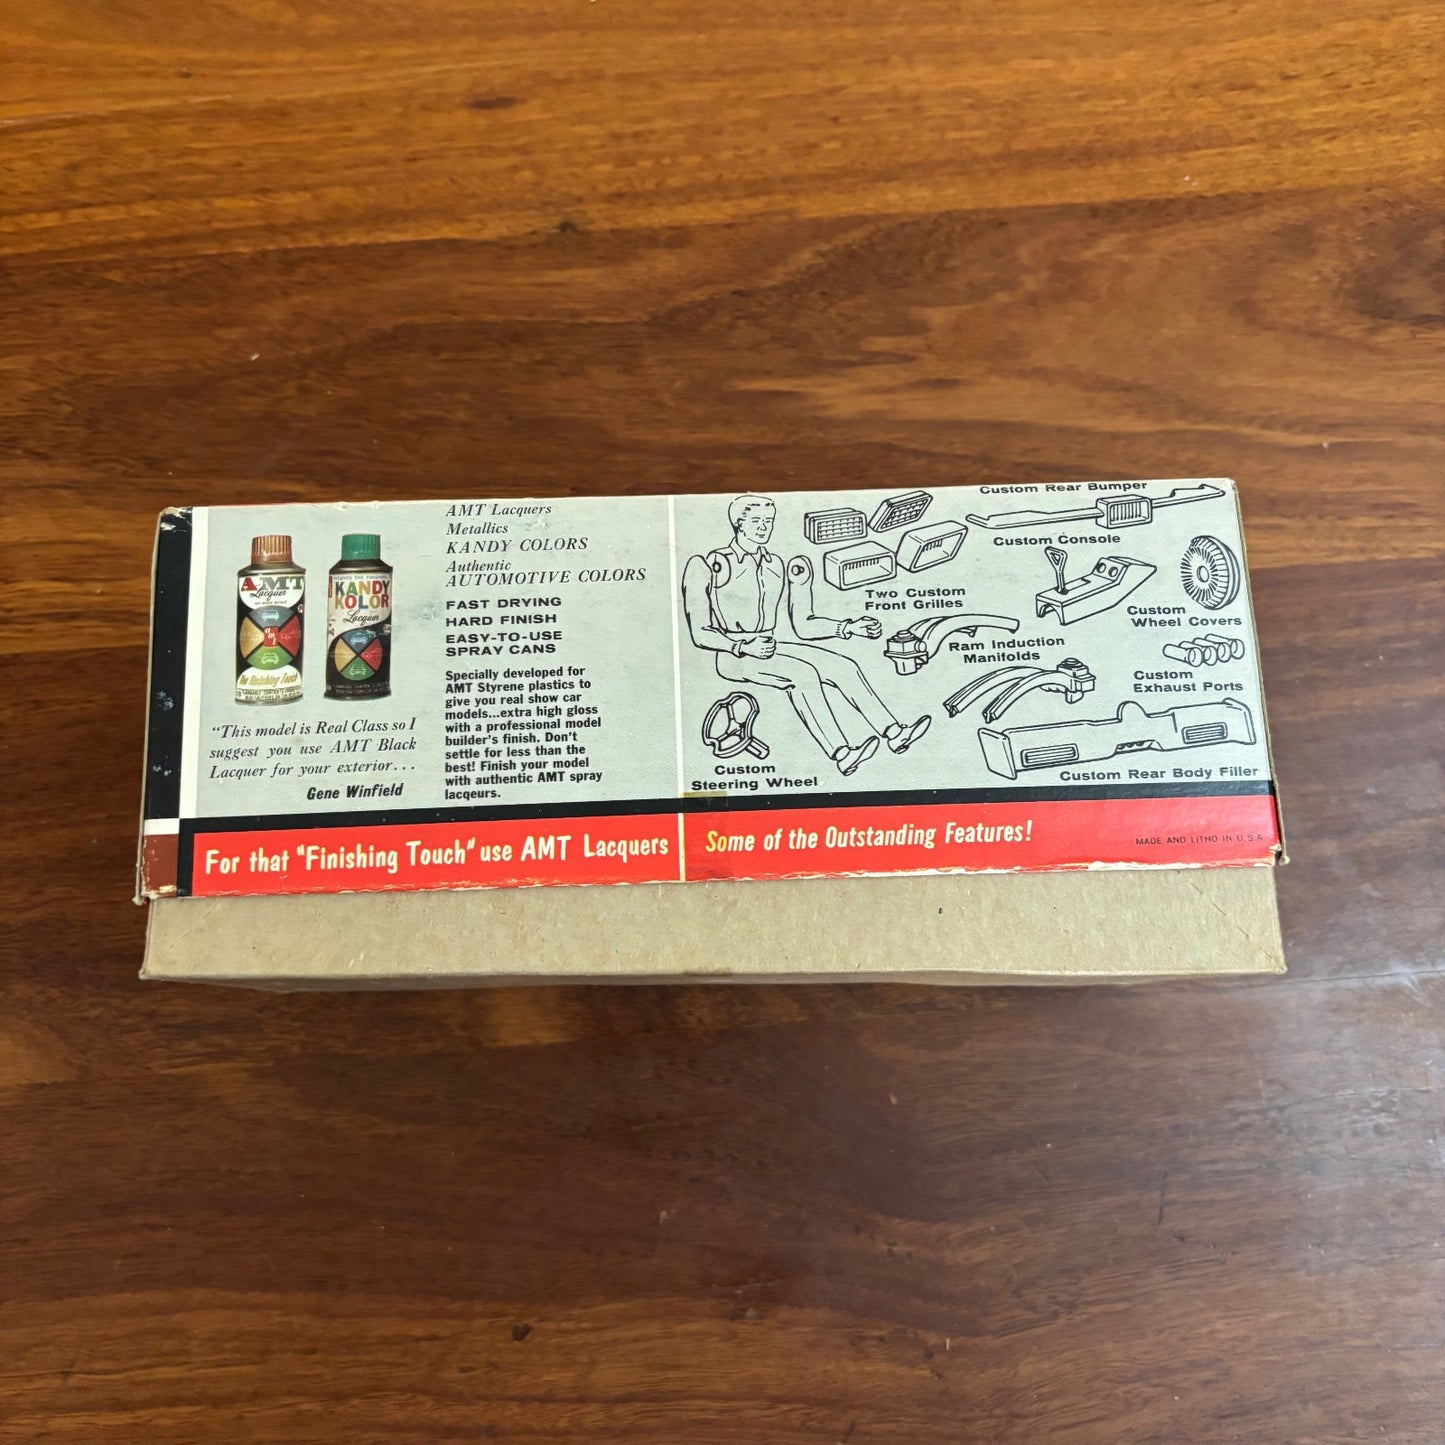 AMT Lacquers
Metallics
KANDY COLORS
Authentic
AUTOMOTIVE COLORS
FAST DRYING
HARD FINISH
EASY-TO-USE
SPRAY CANS
Specially developed for
AMT Styrene plastics to
give you real show car
models...extra high gloss
with a professional model
builder's finish. Don't
settle for less than the
best! Finish your model
with authentic AMT spray
lacqeurs.
AMT
Lacquer
The Finishing Touch
KANDY
KOLOR
Lacquer
"This model is Real Class so I
suggest you use AMT Black
Lacquer for your exterior...
Gene Winfield
For that "Finishing Touch" use AMT Lacquers
Custom Rear Bumper
Custom Console
Two Custom
Front Grilles
Custom
Wheel Covers
Ram Induction
Manifolds
Custom
Exhaust Ports
Custom
Steering Wheel
Custom Rear Body Filler
Some of the Outstanding Features!
MADE AND LITHO IN U.S.A.